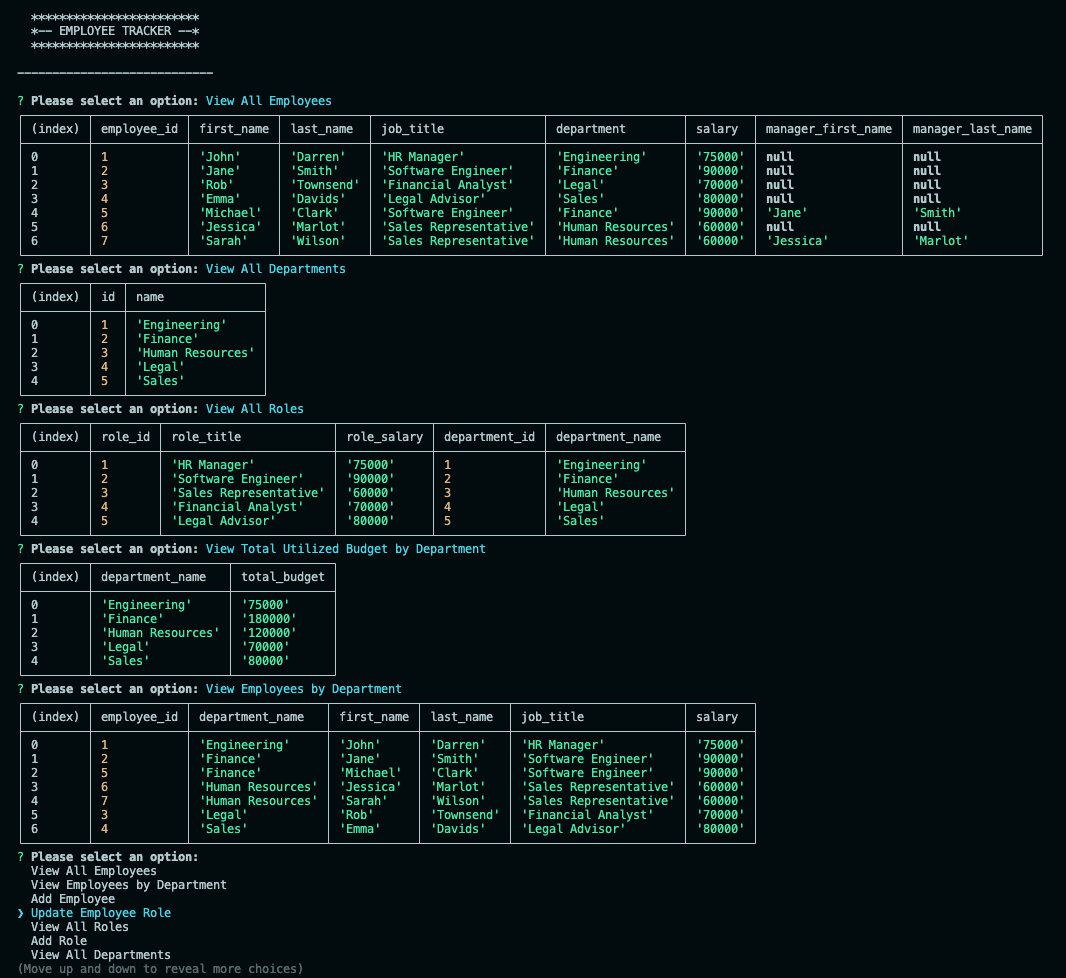 *************************
*-- EMPLOYEE TRACKER --*
*************************
____________________________
? Please select an option: View All Employees
(index) employee_id first_name last_name job_title department salary manager_first_name manager_last_name
0 1 'John' 'Darren' 'HR Manager' 'Engineering' '75000' null null
1 2 'Jane' 'Smith' 'Software Engineer' 'Finance' '90000' null null
2 3 'Rob' 'Townsend' 'Financial Analyst' 'Legal' '70000' null null
3 4 'Emma' 'Davids' 'Legal Advisor' 'Sales' '80000' null null
4 5 'Michael' 'Clark' 'Software Engineer' 'Finance' '90000' 'Jane' 'Smith'
5 6 'Jessica' 'Marlot' 'Sales Representative' 'Human Resources' '60000' null null
6 7 'Sarah' 'Wilson' 'Sales Representative' 'Human Resources' '60000' 'Jessica' 'Marlot'
? Please select an option: View All Departments
(index) id name
0 1 'Engineering'
1 2 'Finance'
2 3 'Human Resources'
3 4 'Legal'
4 5 'Sales'
? Please select an option: View All Roles
(index) role_id role_title role_salary department_id department_name
0 1 'HR Manager' '75000' 1 'Engineering'
1 2 'Software Engineer' '90000' 2 'Finance'
2 3 'Sales Representative' '60000' 3 'Human Resources'
3 4 'Financial Analyst' '70000' 4 'Legal'
4 5 'Legal Advisor' '80000' 5 'Sales'
? Please select an option: View Total Utilized Budget by Department
(index) department_name total_budget
0 'Engineering' '75000'
1 'Finance' '180000'
2 'Human Resources' '120000'
3 'Legal' '70000'
4 'Sales' '80000'
? Please select an option: View Employees by Department
(index) employee_id department_name first_name last_name job_title salary
0 1 'Engineering' 'John' 'Darren' 'HR Manager' '75000'
1 2 'Finance' 'Jane' 'Smith' 'Software Engineer' '90000'
2 5 'Finance' 'Michael' 'Clark' 'Software Engineer' '90000'
3 6 'Human Resources' 'Jessica' 'Marlot' 'Sales Representative' '60000'
4 7 'Human Resources' 'Sarah' 'Wilson' 'Sales Representative' '60000'
5 3 'Legal' 'Rob' 'Townsend' 'Financial Analyst' '70000'
6 4 'Sales' 'Emma' 'Davids' 'Legal Advisor' '80000'
? Please select an option:
View All Employees
View Employees by Department
Add Employee
❯ Update Employee Role
View All Roles
Add Role
View All Departments
(Move up and down to reveal more choices)